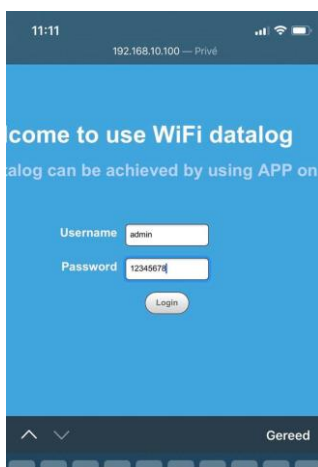 11:11
192.168.10.100 — Privé
lcome to use WiFi datalog
alog can be achieved by using APP on
Username admin
Password 12345678
Login
Gereed